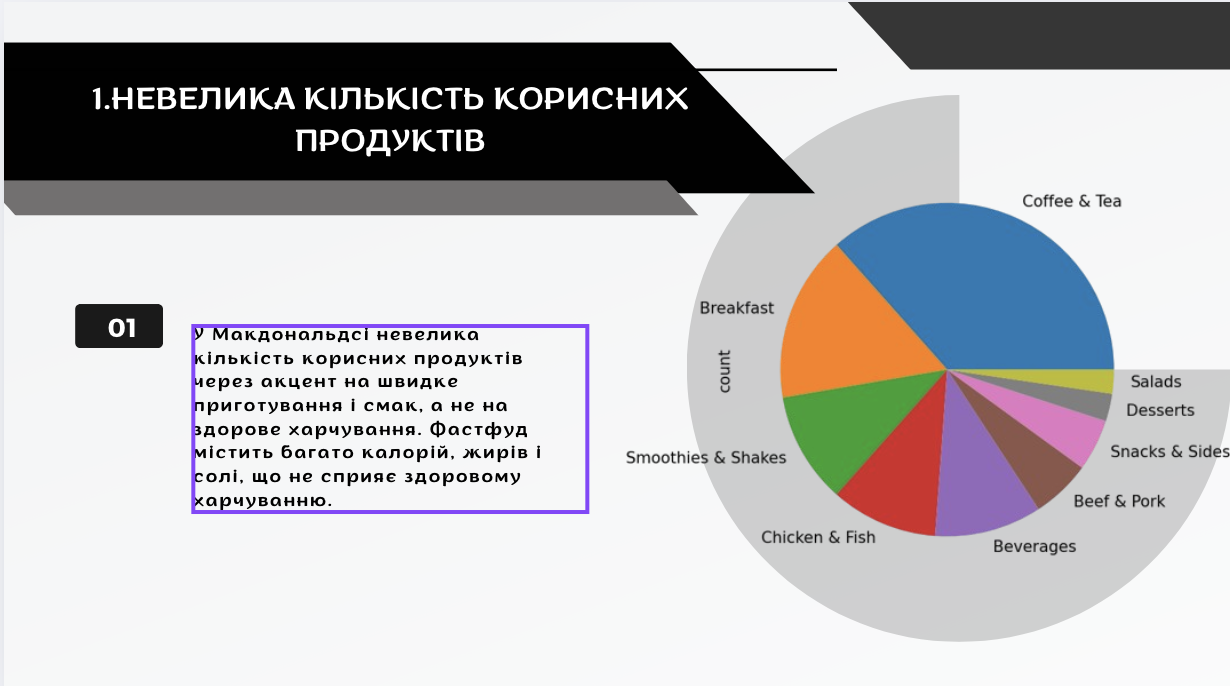 1.НЕВЕЛИКА КІЛЬКІСТЬ КОРИСНИХ
ПРОДУКТІВ
01
У Макдональдсі невелика
кількість корисних продуктів
через акцент на швидке
приготування і смак, а не на
здорове харчування. Фастфуд
містить багато калорій, жирів і
солі, що не сприяє здоровому
харчуванню.
Coffee & Tea
Breakfast
count
Smoothies & Shakes
Chicken & Fish
Beverages
Beef & Pork
Snacks & Sides
Desserts
Salads